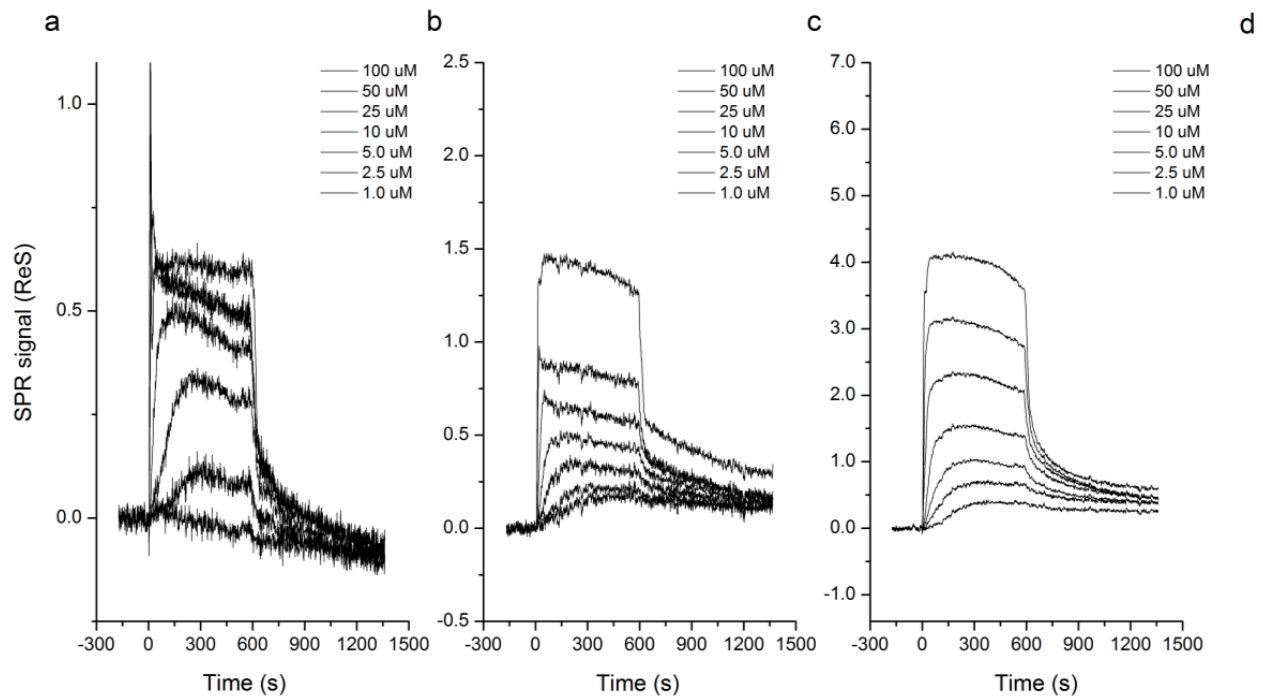 a
b
c
d
SPR signal (ReS)
1.0
0.5
0.0
100 uM
50 uM
25 uM
10 uM
5.0 uM
2.5 uM
1.0 uM
-300 0 300 600 900 1200 1500
Time (s)
2.5
2.0
1.5
1.0
0.5
0.0
-0.5
100 uM
50 uM
25 uM
10 uM
5.0 uM
2.5 uM
1.0 uM
-300 0 300 600 900 1200 1500
Time (s)
7.0
6.0
5.0
4.0
3.0
2.0
1.0
0.0
-1.0
100 uM
50 uM
25 uM
10 uM
5.0 uM
2.5 uM
1.0 uM
-300 0 300 600 900 1200 1500
Time (s)